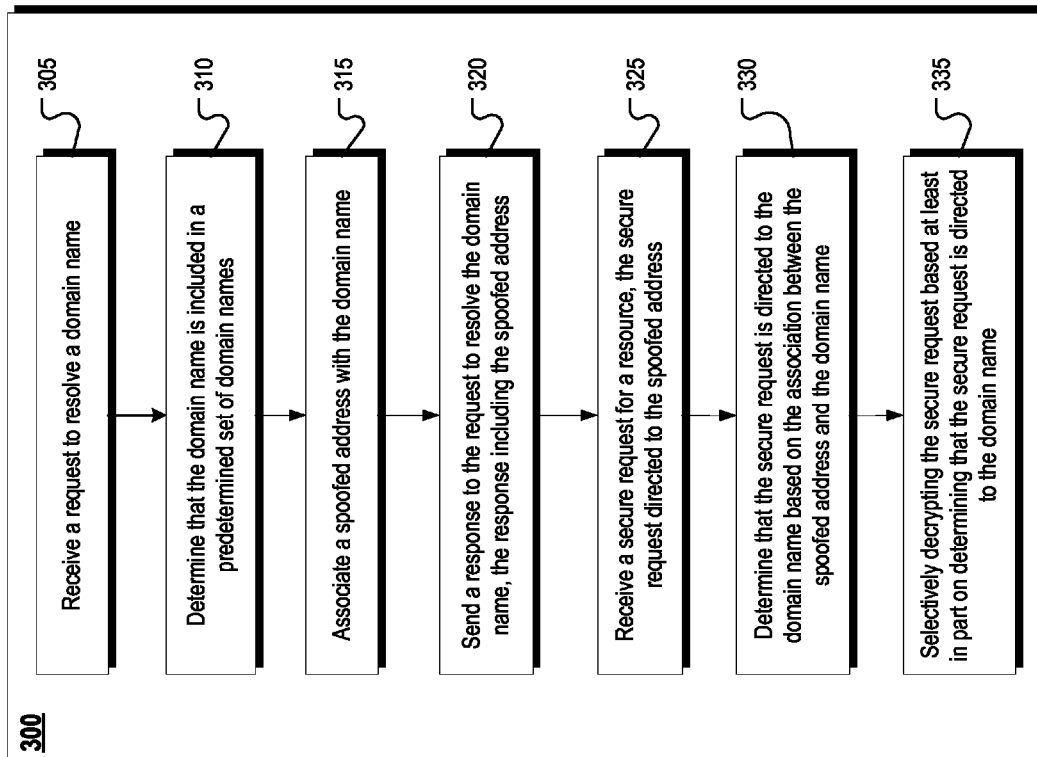 300
305
Receive a request to resolve a domain name
310
Determine that the domain name is included in a
predetermined set of domain names
315
Associate a spoofed address with the domain name
320
Send a response to the request to resolve the domain
name, the response including the spoofed address
325
Receive a secure request for a resource, the secure
request directed to the spoofed address
330
Determine that the secure request is directed to the
domain name based on the association between the
spoofed address and the domain name
335
Selectively decrypting the secure request based at least
in part on determining that the secure request is directed
to the domain name